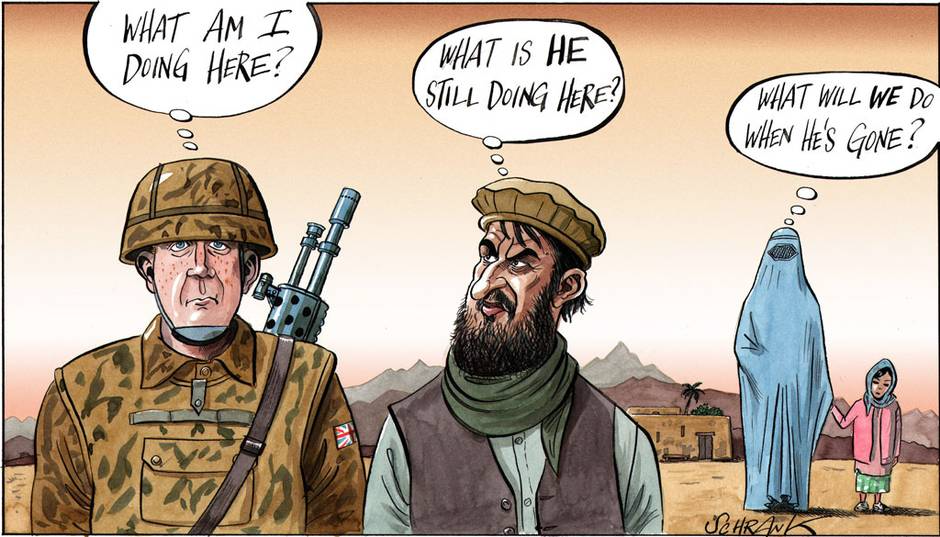 WHAT AM I
DOING HERE?
WHAT IS HE
STILL DOING HERE?
WHAT WILL WE DO
WHEN HE'S GONE?
SCHRANK